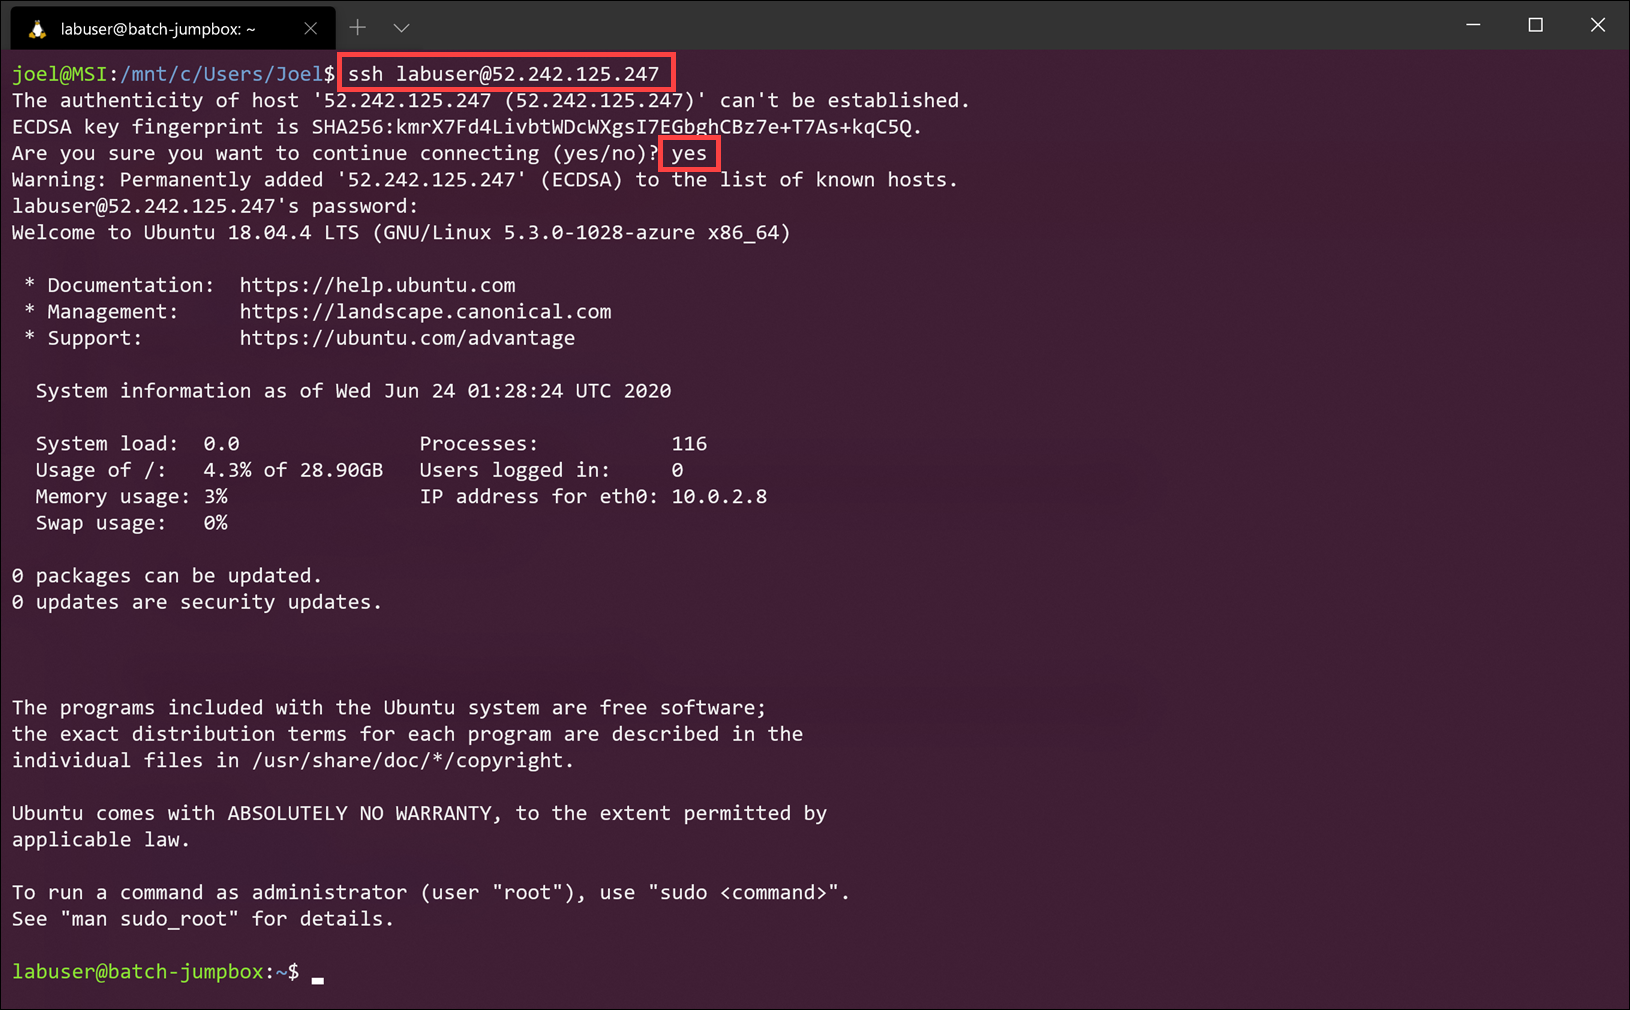 labuser@batch-jumpbox: ~
joel@MSI:/mnt/c/Users/Joel$ ssh labuser@52.242.125.247
The authenticity of host '52.242.125.247 (52.242.125.247)' can't be established.
ECDSA key fingerprint is SHA256:kmrX7Fd4LivbtWDcWXgsI7EGbghCBz7e+T7As+kqC5Q.
Are you sure you want to continue connecting (yes/no)? yes
Warning: Permanently added '52.242.125.247' (ECDSA) to the list of known hosts.
labuser@52.242.125.247's password:
Welcome to Ubuntu 18.04.4 LTS (GNU/Linux 5.3.0-1028-azure x86_64)
* Documentation:  https://help.ubuntu.com
* Management:     https://landscape.canonical.com
* Support:        https://ubuntu.com/advantage
System information as of Wed Jun 24 01:28:24 UTC 2020
System load:  0.0               Processes:           116
Usage of /:   4.3% of 28.90GB   Users logged in:     0
Memory usage: 3%                IP address for eth0: 10.0.2.8
Swap usage:   0%
0 packages can be updated.
0 updates are security updates.
The programs included with the Ubuntu system are free software;
the exact distribution terms for each program are described in the
individual files in /usr/share/doc/*/copyright.
Ubuntu comes with ABSOLUTELY NO WARRANTY, to the extent permitted by
applicable law.
To run a command as administrator (user "root"), use "sudo <command>".
See "man sudo_root" for details.
labuser@batch-jumpbox:~$